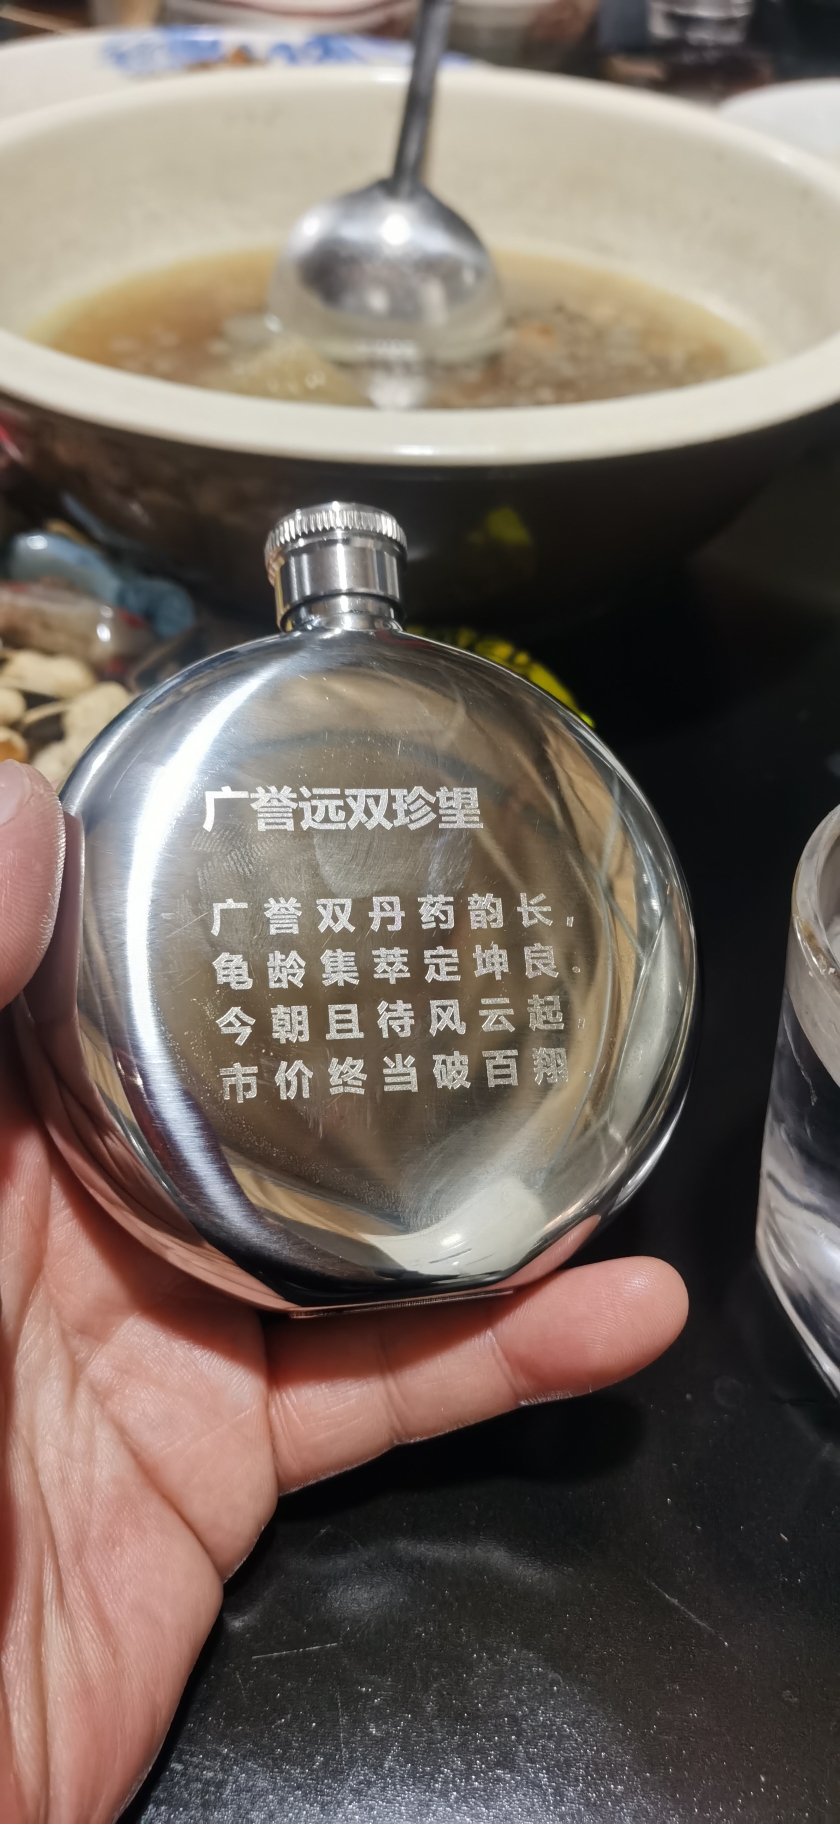 广誉远双珍望
广誉双丹药韵长,
龟龄集萃定坤良.
今朝且待风云起,
市价终当破百翔